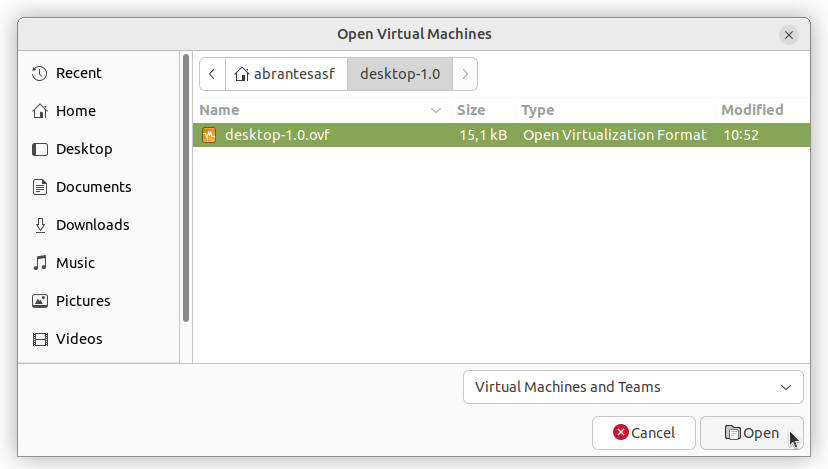 Open Virtual Machines
Recent
Home
Desktop
Documents
Downloads
Music
Pictures
Videos
abrantesasf desktop-1.0
Name Size Type Modified
desktop-1.0.ovf 15,1 kB Open Virtualization Format 10:52
Virtual Machines and Teams
Cancel Open